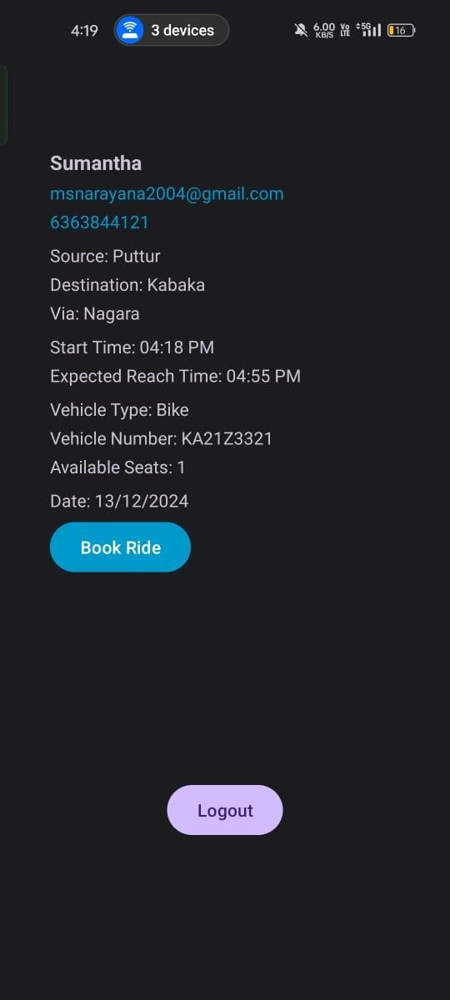 4:19 3 devices 6.00 KB/S Vo LTE 5G 16
Sumantha
msnarayana2004@gmail.com
6363844121
Source: Puttur
Destination: Kabaka
Via: Nagara
Start Time: 04:18 PM
Expected Reach Time: 04:55 PM
Vehicle Type: Bike
Vehicle Number: KA21Z3321
Available Seats: 1
Date: 13/12/2024
Book Ride
Logout